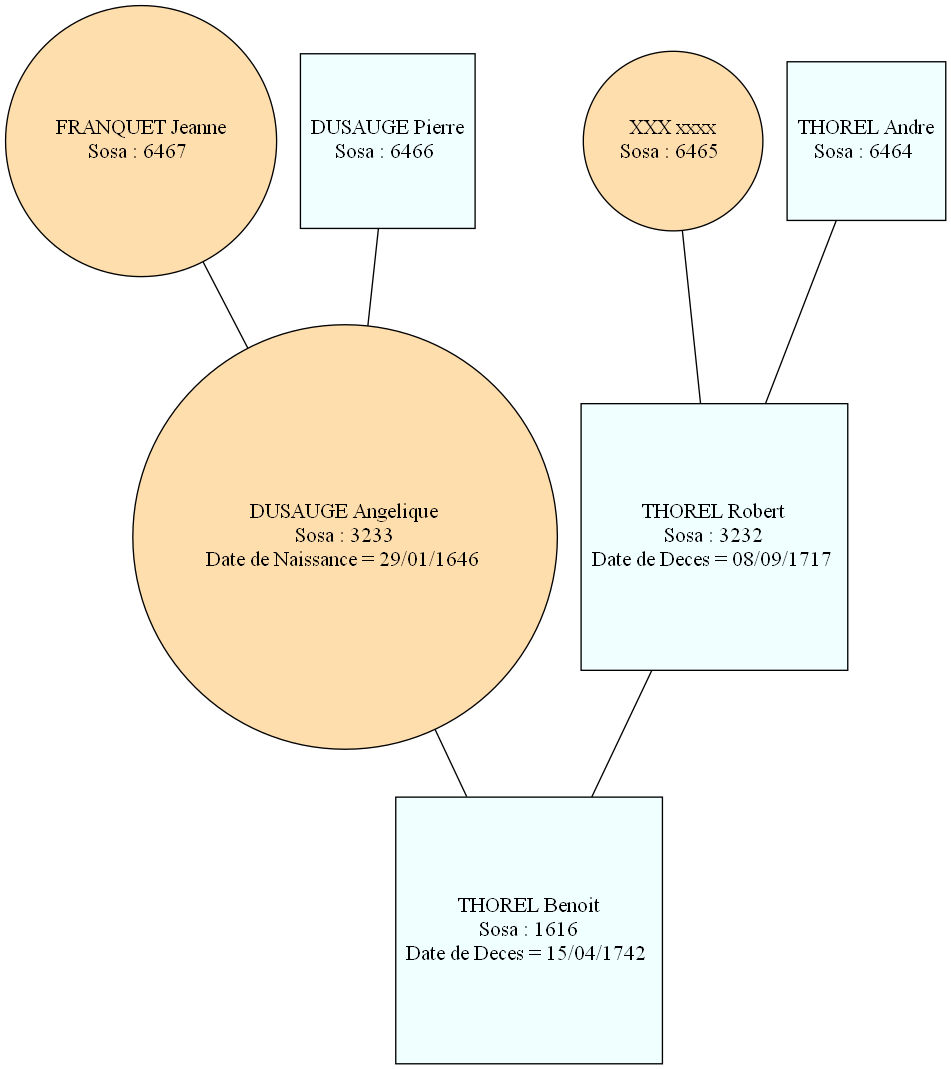 FRANQUET Jeanne
Sosa : 6467
DUSAUGE Pierre
Sosa : 6466
XXX xxxx
Sosa : 6465
THOREL Andre
Sosa : 6464
DUSAUGE Angelique
Sosa : 3233
Date de Naissance = 29/01/1646
THOREL Robert
Sosa : 3232
Date de Deces = 08/09/1717
THOREL Benoit
Sosa : 1616
Date de Deces = 15/04/1742